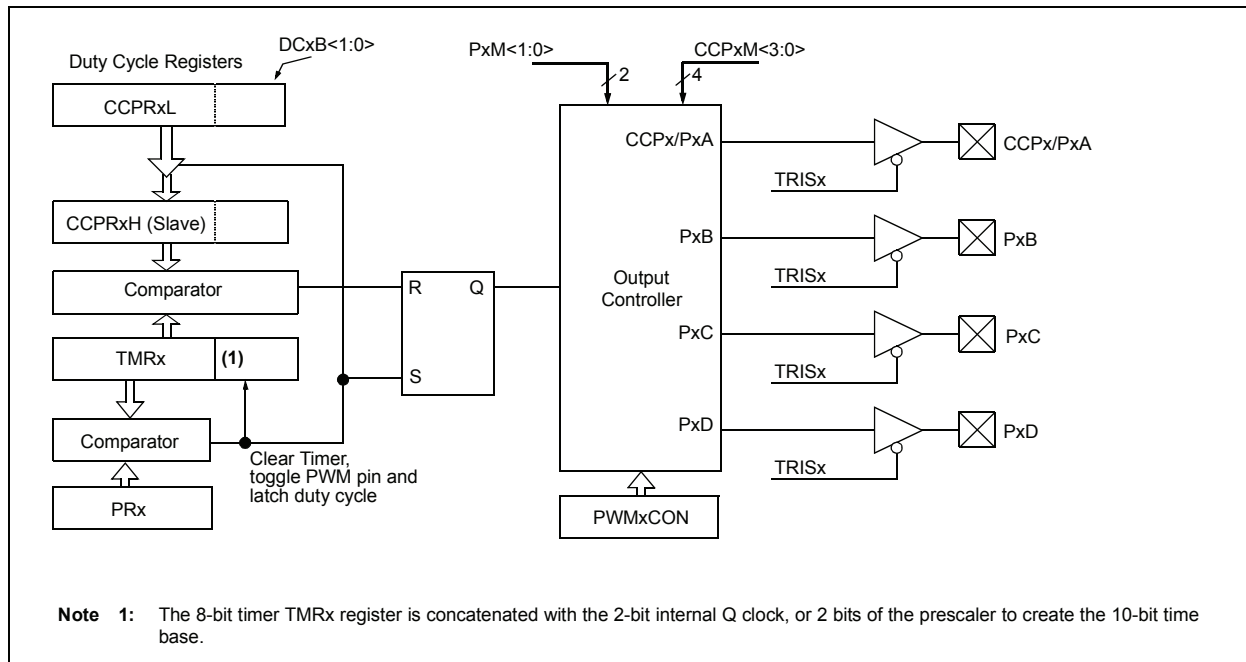 DCxB<1:0>
Duty Cycle Registers
CCPRxL
CCPRxH (Slave)
Comparator
TMRx
(1)
Comparator
PRx
Clear Timer,
toggle PWM pin and
latch duty cycle
R
Q
S
PxM<1:0>
2
CCPxM<3:0>
4
Output
Controller
CCPx/PxA
PxB
PxC
PxD
PWMxCON
TRISx
CCPx/PxA
TRISx
PxB
TRISx
PxC
TRISx
PxD
Note 1: The 8-bit timer TMRx register is concatenated with the 2-bit internal Q clock, or 2 bits of the prescaler to create the 10-bit time
base.